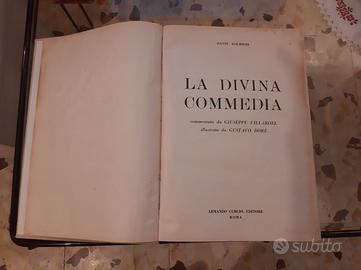 DANTE ALIGHIERI
LA DIVINA
COMMEDIA
commentata da GIUSEPPE VILLAROEL
illustrata da GUSTAVO DORÉ
ARMANDO CURCIO, EDITORE
ROMA
subito